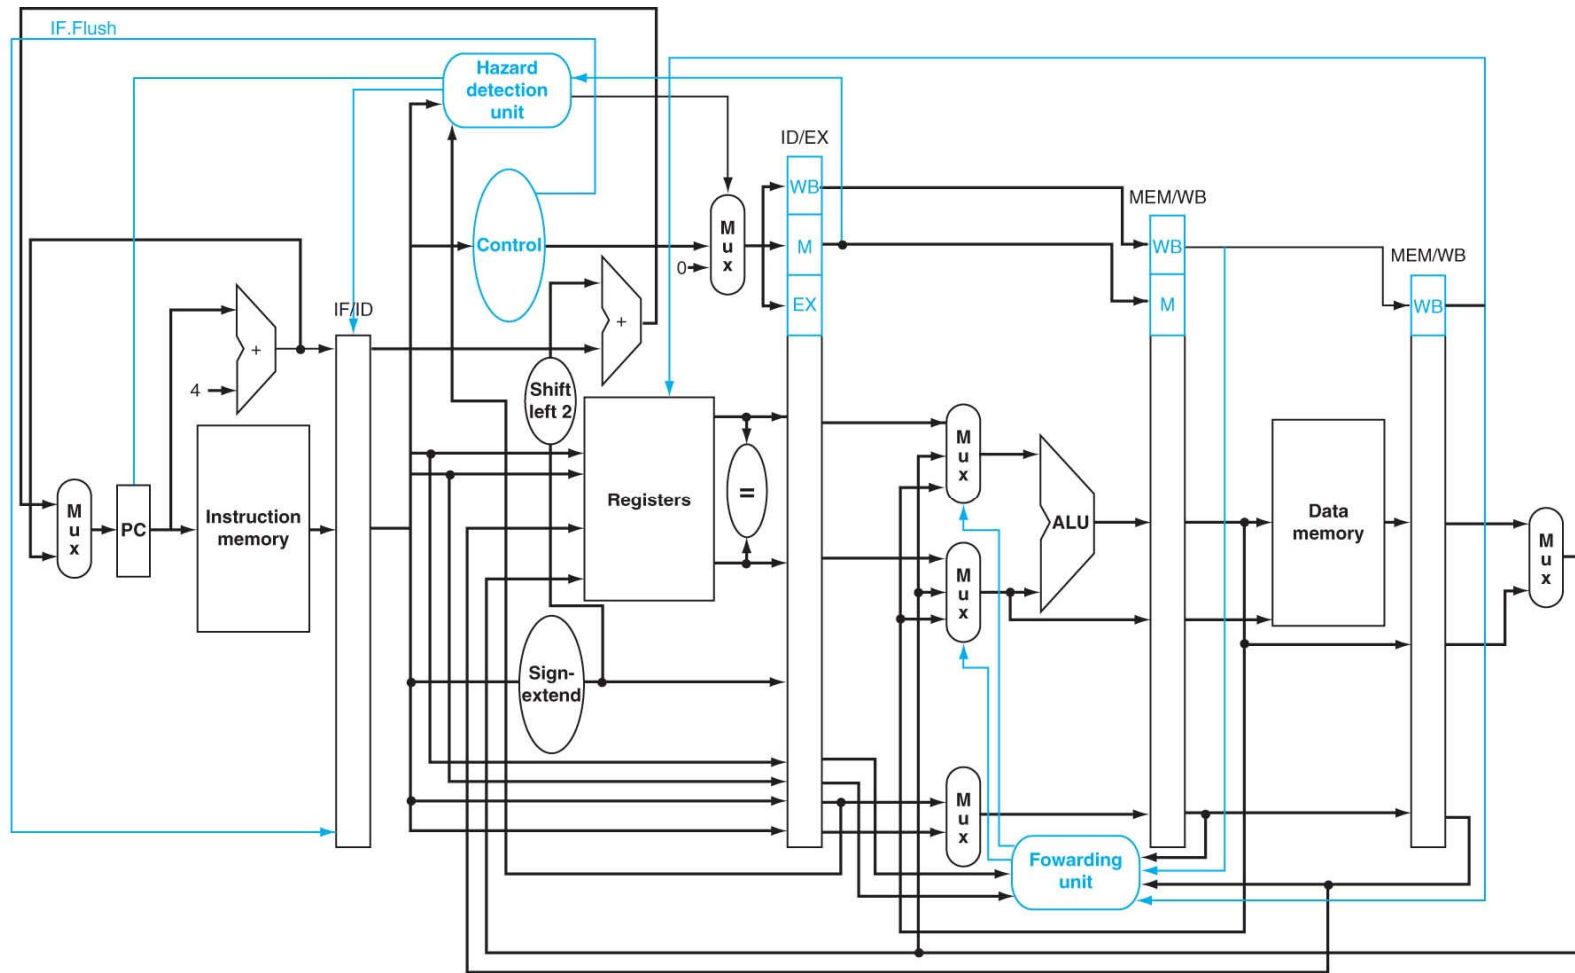 IF.Flush
Hazard
detection
unit
ID/EX
WB
MEM/WB
M
u
x
Control
M
WB
MEM/WB
0
EX
M
WB
IF/ID
+
+
4
Shift
left 2
M
u
x
M
u
x
PC
Instruction
memory
Registers
=
ALU
Data
memory
M
u
x
M
u
x
Sign-
extend
M
u
x
Fowarding
unit